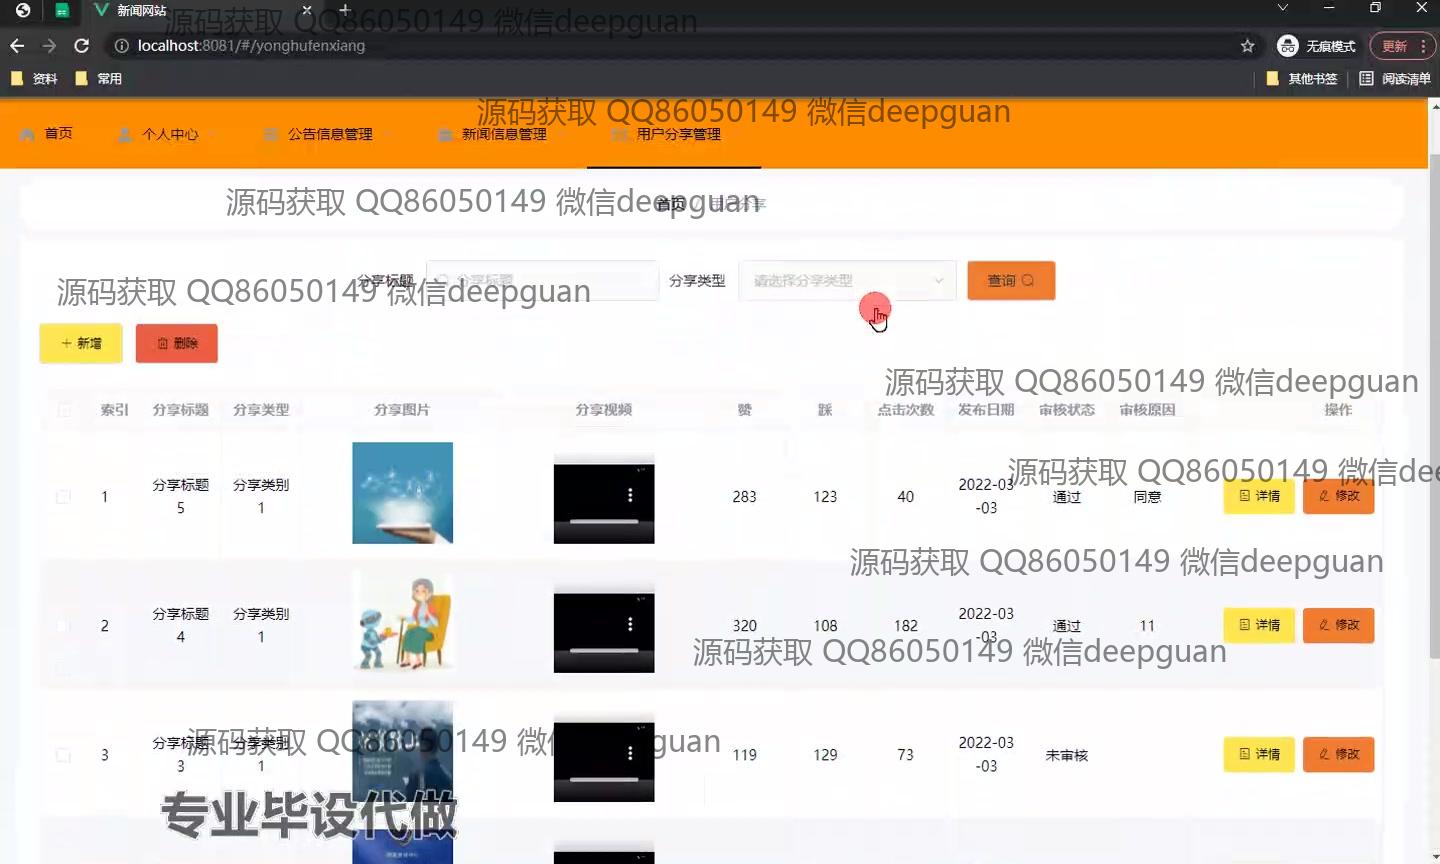 新闻网站
源码获取 QQ86050149 微信deepguan
localhost:8081/#/yonghufenxiang
无痕模式
更新
资料
常用
其他书签
阅读清单
源码获取 QQ86050149 微信deepguan
首页
个人中心
公告信息管理
新闻信息管理
用户分享管理
源码获取 QQ86050149 微信deepguan
首页
用户分享
源码获取 QQ86050149 微信deepguan
分享标题
分享标题
分享类型
请选择分享类型
查询
新增
删除
源码获取 QQ86050149 微信deepguan
索引 分享标题 分享类型 分享图片 分享视频 赞 踩 点击次数 发布日期 审核状态 审核原因 操作
源码获取 QQ86050149 微信dee
1 分享标题5 分享类别1 283 123 40 2022-03-03 通过 同意 详情 修改
源码获取 QQ86050149 微信deepguan
2 分享标题4 分享类别1 320 108 182 2022-03-03 通过 11 详情 修改
源码获取 QQ86050149 微信deepguan
源码获取 QQ86050149 微信deepguan
3 分享标题3 分享类别1 119 129 73 2022-03-03 未审核 详情 修改
专业毕设代做